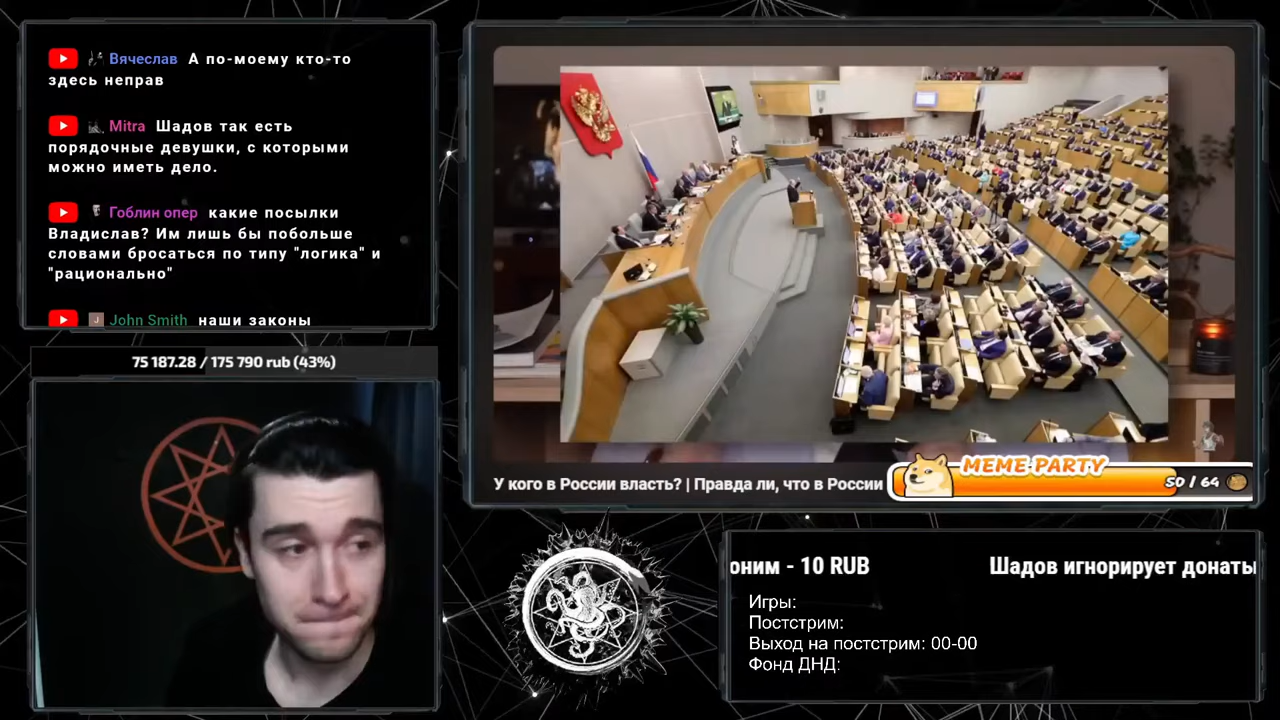 Вячеслав А по-моему кто-то
здесь неправ
Mitra Шадов так есть
порядочные девушки, с которыми
можно иметь дело.
Гоблин опер какие посылки
Владислав? Им лишь бы побольше
словами бросаться по типу "логика" и
"рационально"
John Smith наши законы
75 187.28 / 175 790 rub (43%)
У кого в России власть? | Правда ли, что в России
MEME PARTY
50 / 64
оним - 10 RUB
Шадов игнорирует донаты
Игры:
Постстрим:
Выход на постстрим: 00-00
Фонд ДНД: